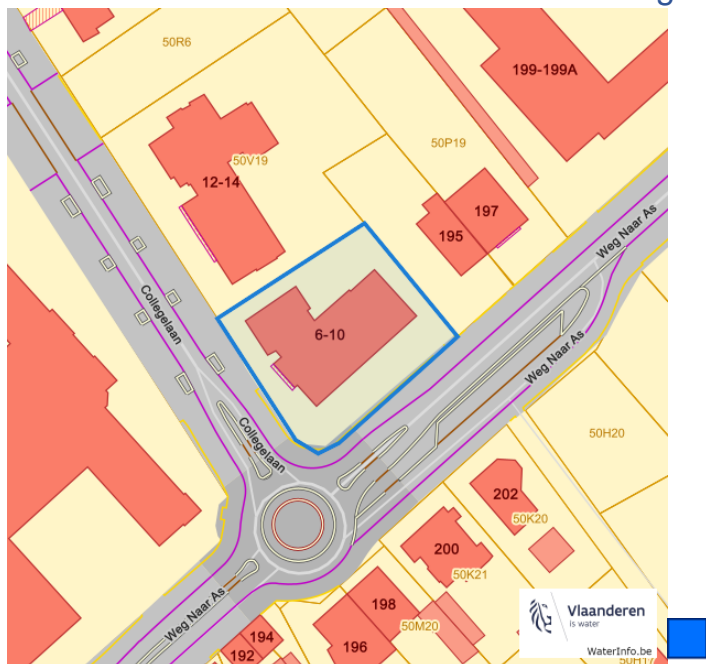 50R6
199-199A
50P19
50V19
12-14
197
195
Weg Naar As
6-10
Collegelaan
Weg Naar As
Collegelaan
50H20
202
50K20
200
50K21
198
50M20
196
194
192
Weg Naar As
Vlaanderen
is water
WaterInfo.be
50H17